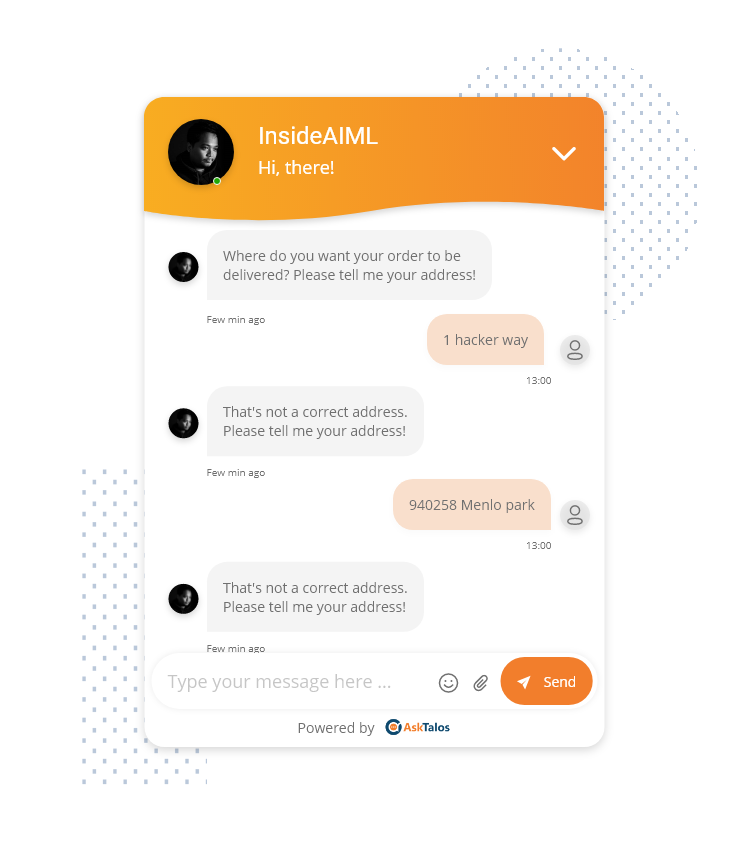 InsideAIML
Hi, there!
Where do you want your order to be
delivered? Please tell me your address!
Few min ago
1 hacker way
13:00
That's not a correct address.
Please tell me your address!
Few min ago
940258 Menlo park
13:00
That's not a correct address.
Please tell me your address!
Few min ago
Type your message here ...
Send
Powered by AskTalos